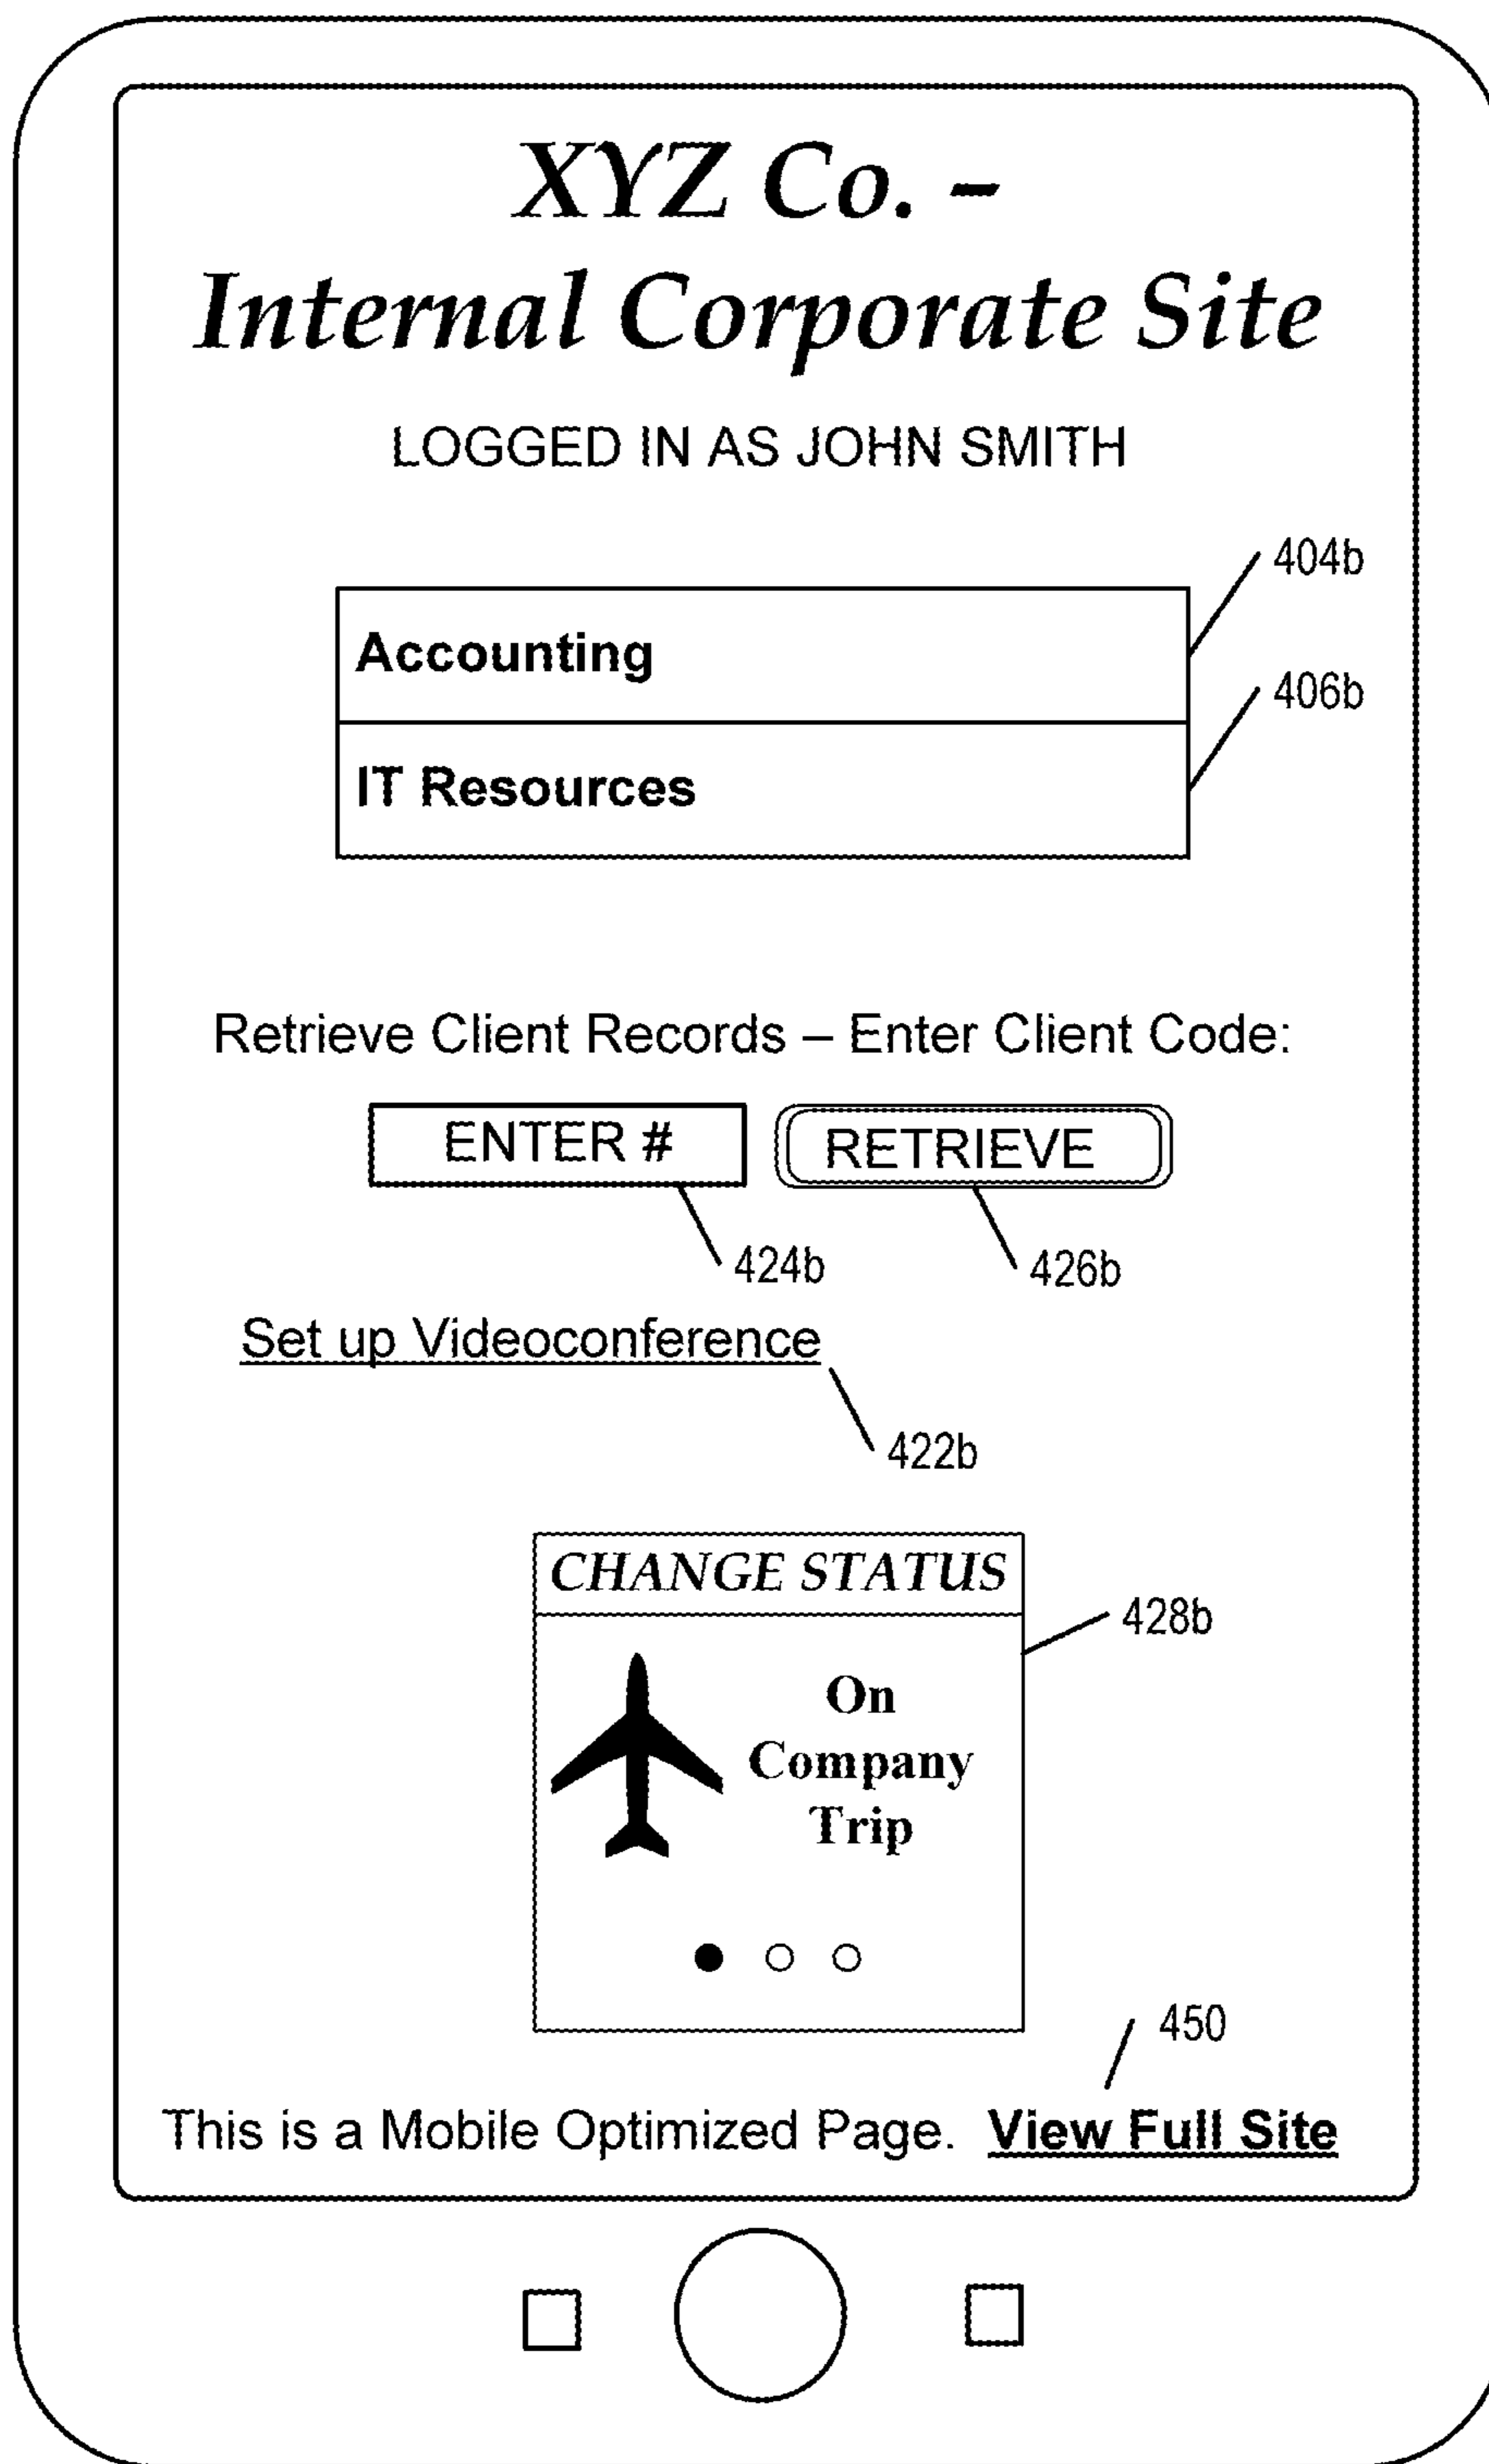 XYZ Co. –
Internal Corporate Site
LOGGED IN AS JOHN SMITH
404b
Accounting
406b
IT Resources
Retrieve Client Records – Enter Client Code:
ENTER # RETRIEVE
424b 426b
Set up Videoconference
422b
CHANGE STATUS
428b
On
Company
Trip
450
This is a Mobile Optimized Page. View Full Site